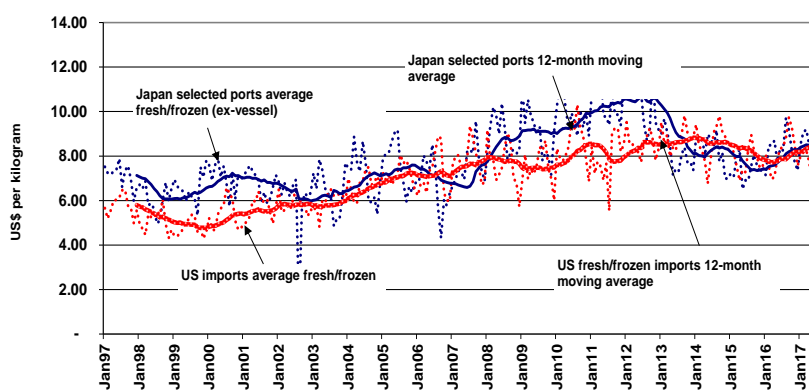 14.00
12.00
10.00
8.00
6.00
4.00
2.00
-
US$ per kilogram
Japan selected ports 12-month moving
average
Japan selected ports average
fresh/frozen (ex-vessel)
US imports average fresh/frozen
US fresh/frozen imports 12-month
moving average
Jan97
Jan98
Jan99
Jan00
Jan01
Jan02
Jan03
Jan04
Jan05
Jan06
Jan07
Jan08
Jan09
Jan10
Jan11
Jan12
Jan13
Jan14
Jan15
Jan16
Jan17